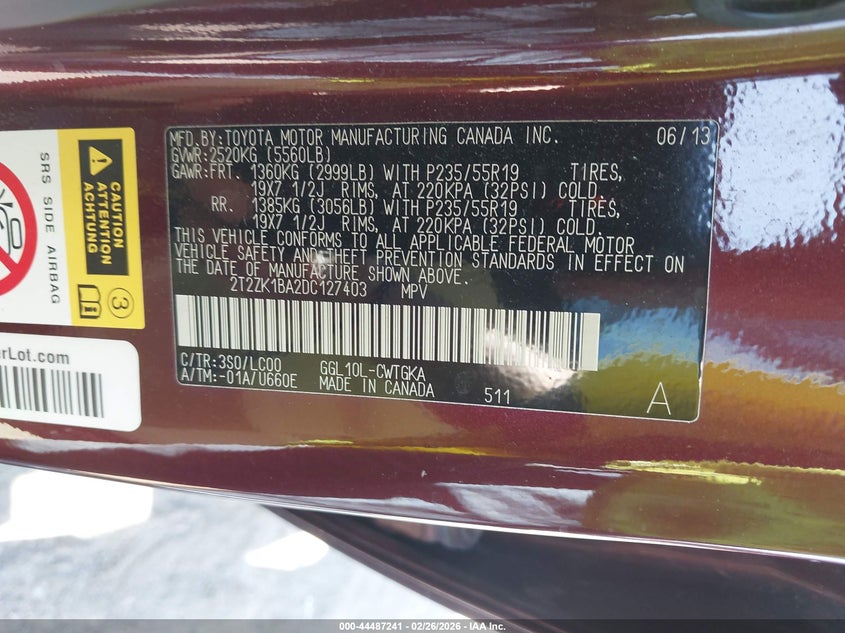 MFD.BY:TOYOTA MOTOR MANUFACTURING CANADA INC. 06/13
GVWR:2520KG (5560LB)
GAWR:FRT. 1360KG (2999LB) WITH P235/55R19 TIRES,
19X7 1/2J RIMS, AT 220KPA (32PSI) COLD.
RR. 1385KG (3056LB) WITH P235/55R19 TIRES,
19X7 1/2J RIMS, AT 220KPA (32PSI) COLD.
THIS VEHICLE CONFORMS TO ALL APPLICABLE FEDERAL MOTOR
VEHICLE SAFETY AND THEFT PREVENTION STANDARDS IN EFFECT ON
THE DATE OF MANUFACTURE SHOWN ABOVE.
2T2ZK1BA2DC127403 MPV
C/TR:3S0/LC00 GGL10L-CWTGKA
A/TM:-01A/U660E MADE IN CANADA 511 A
SRS SIDE AIRBAG
CAUTION
ATTENTION
ACHTUNG
3
erLot.com
000-44487241 - 02/26/2026 - IAA Inc.